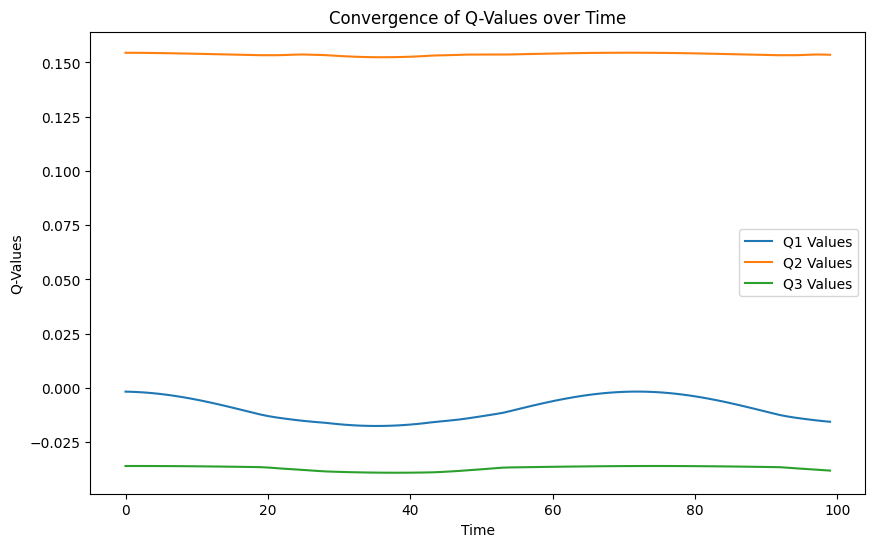 Convergence of Q-Values over Time
0.150
0.125
0.100
0.075
0.050
0.025
0.000
−0.025
Q-Values
Q1 Values
Q2 Values
Q3 Values
0 20 40 60 80 100
Time